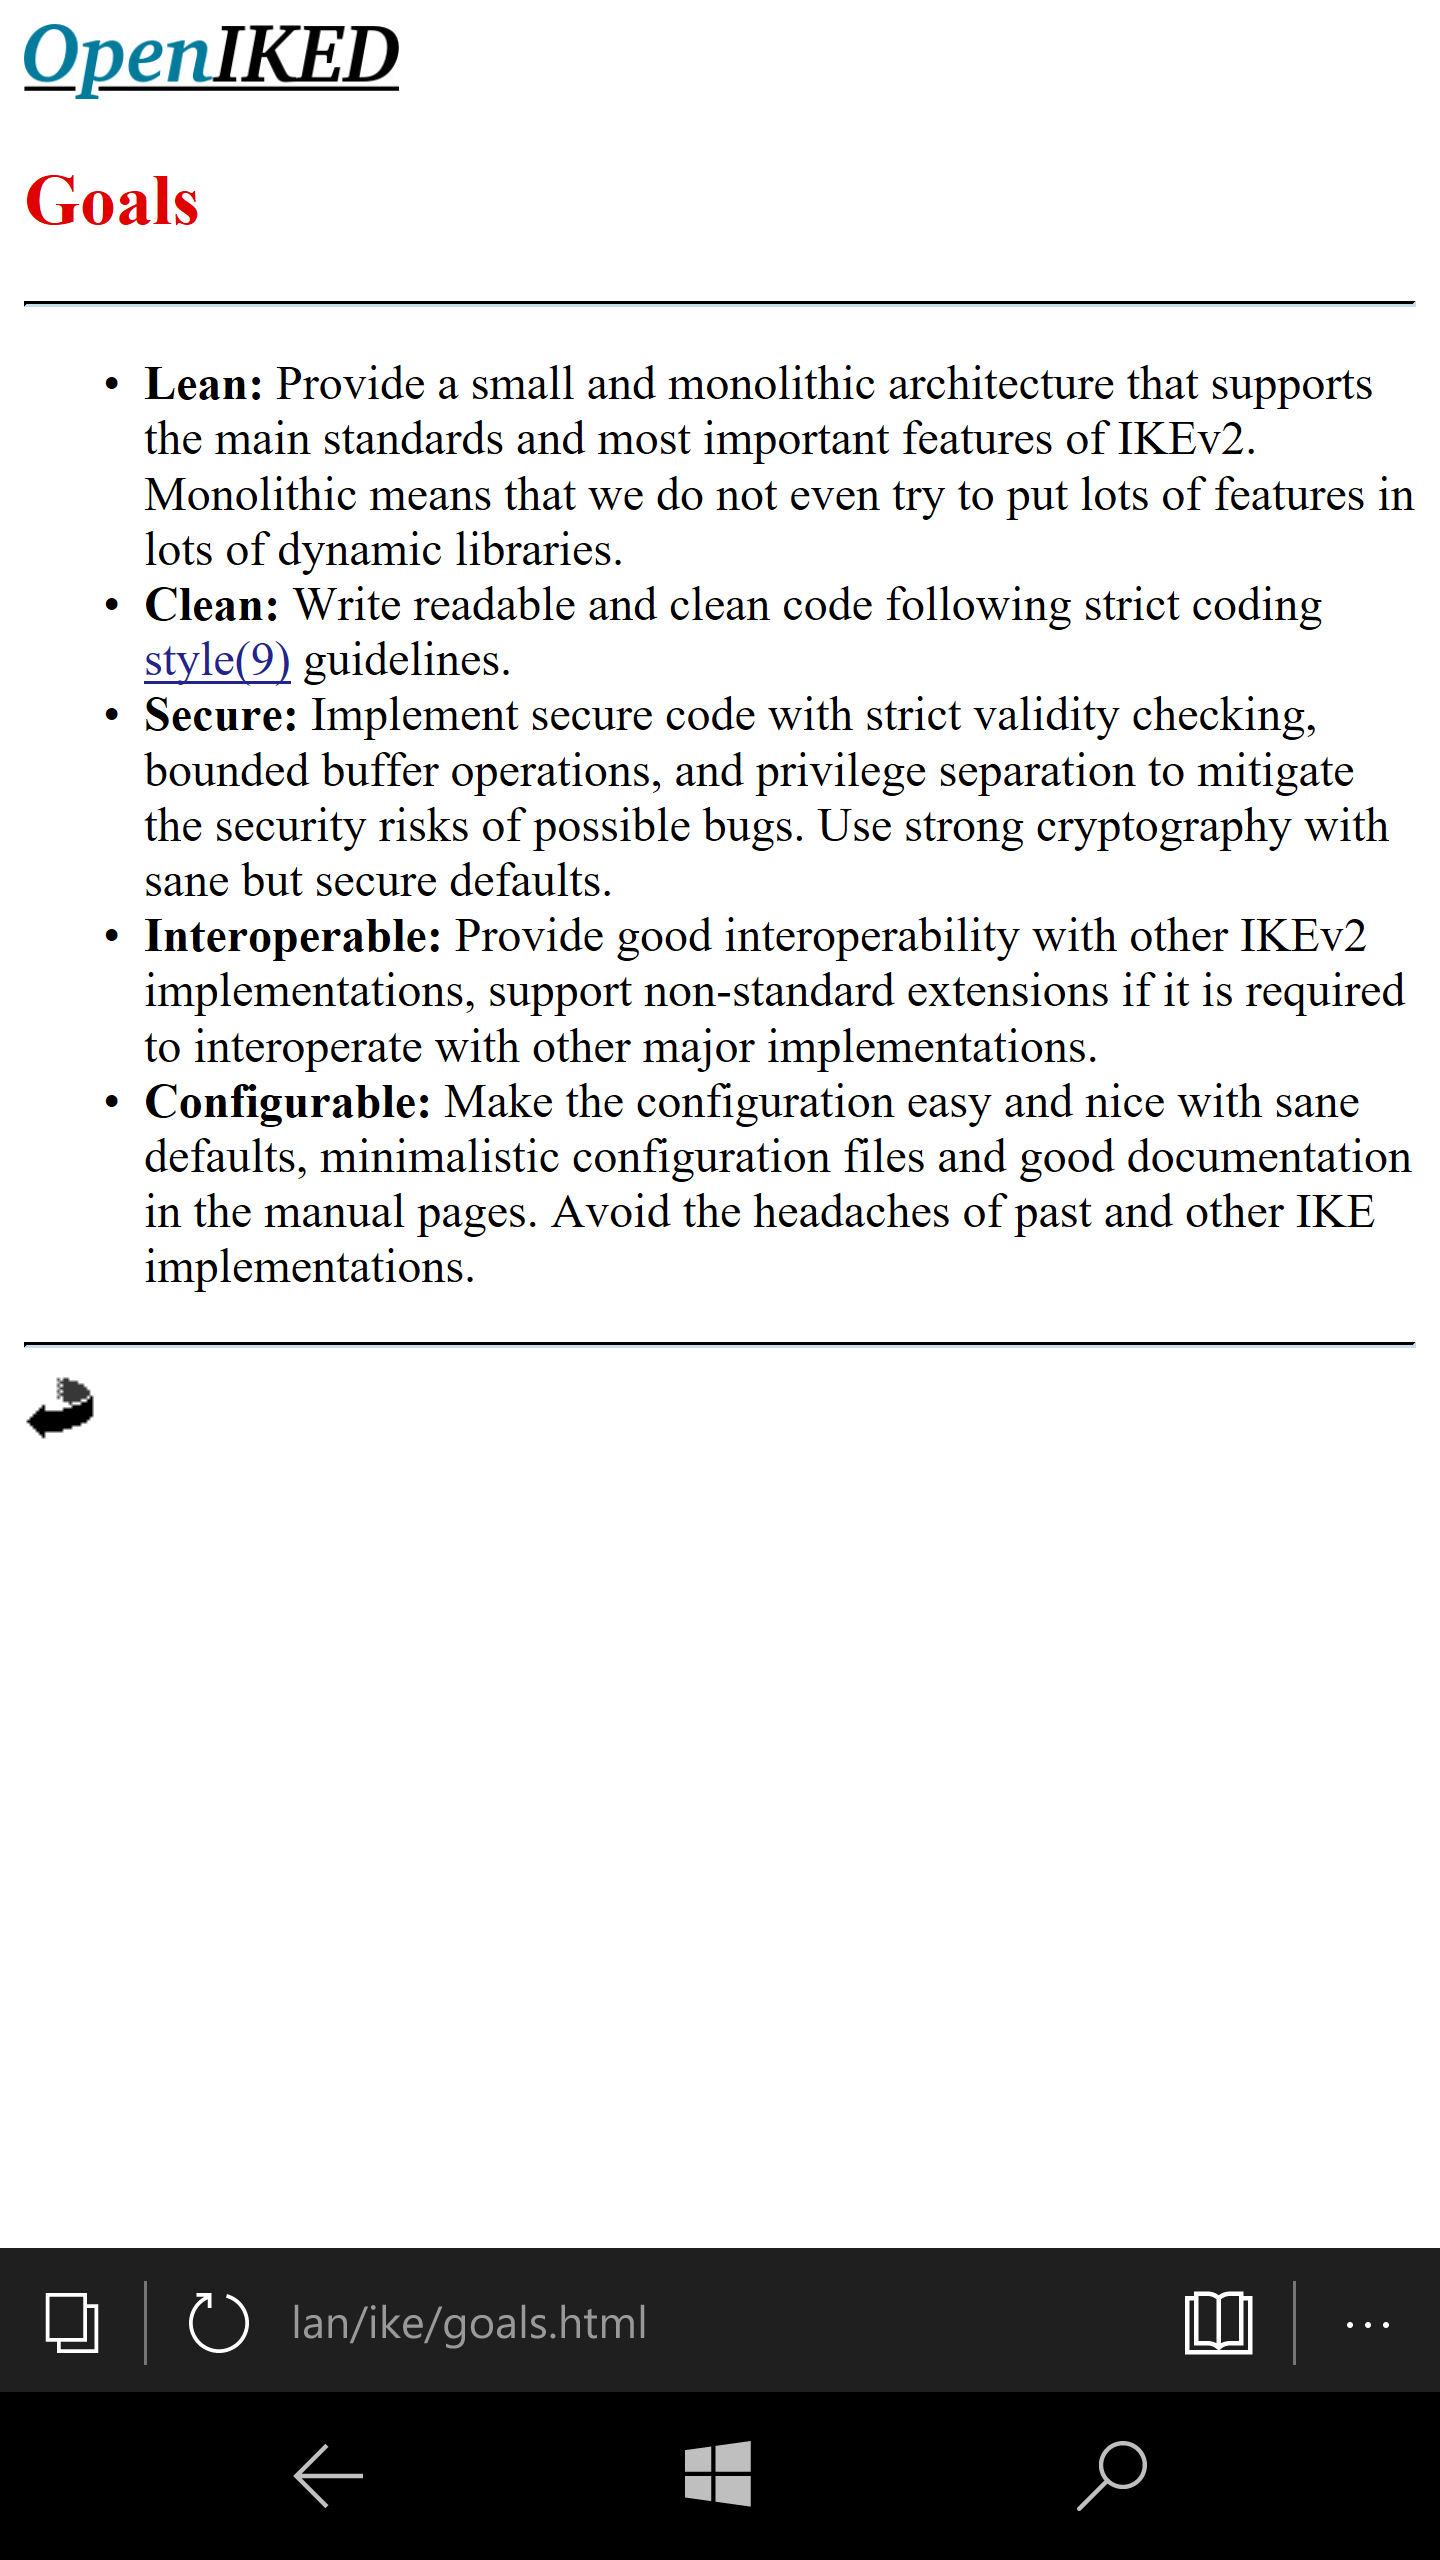 OpenIKED
Goals
• Lean: Provide a small and monolithic architecture that supports
the main standards and most important features of IKEv2.
Monolithic means that we do not even try to put lots of features in
lots of dynamic libraries.
• Clean: Write readable and clean code following strict coding
style(9) guidelines.
• Secure: Implement secure code with strict validity checking,
bounded buffer operations, and privilege separation to mitigate
the security risks of possible bugs. Use strong cryptography with
sane but secure defaults.
• Interoperable: Provide good interoperability with other IKEv2
implementations, support non-standard extensions if it is required
to interoperate with other major implementations.
• Configurable: Make the configuration easy and nice with sane
defaults, minimalistic configuration files and good documentation
in the manual pages. Avoid the headaches of past and other IKE
implementations.
lan/ike/goals.html